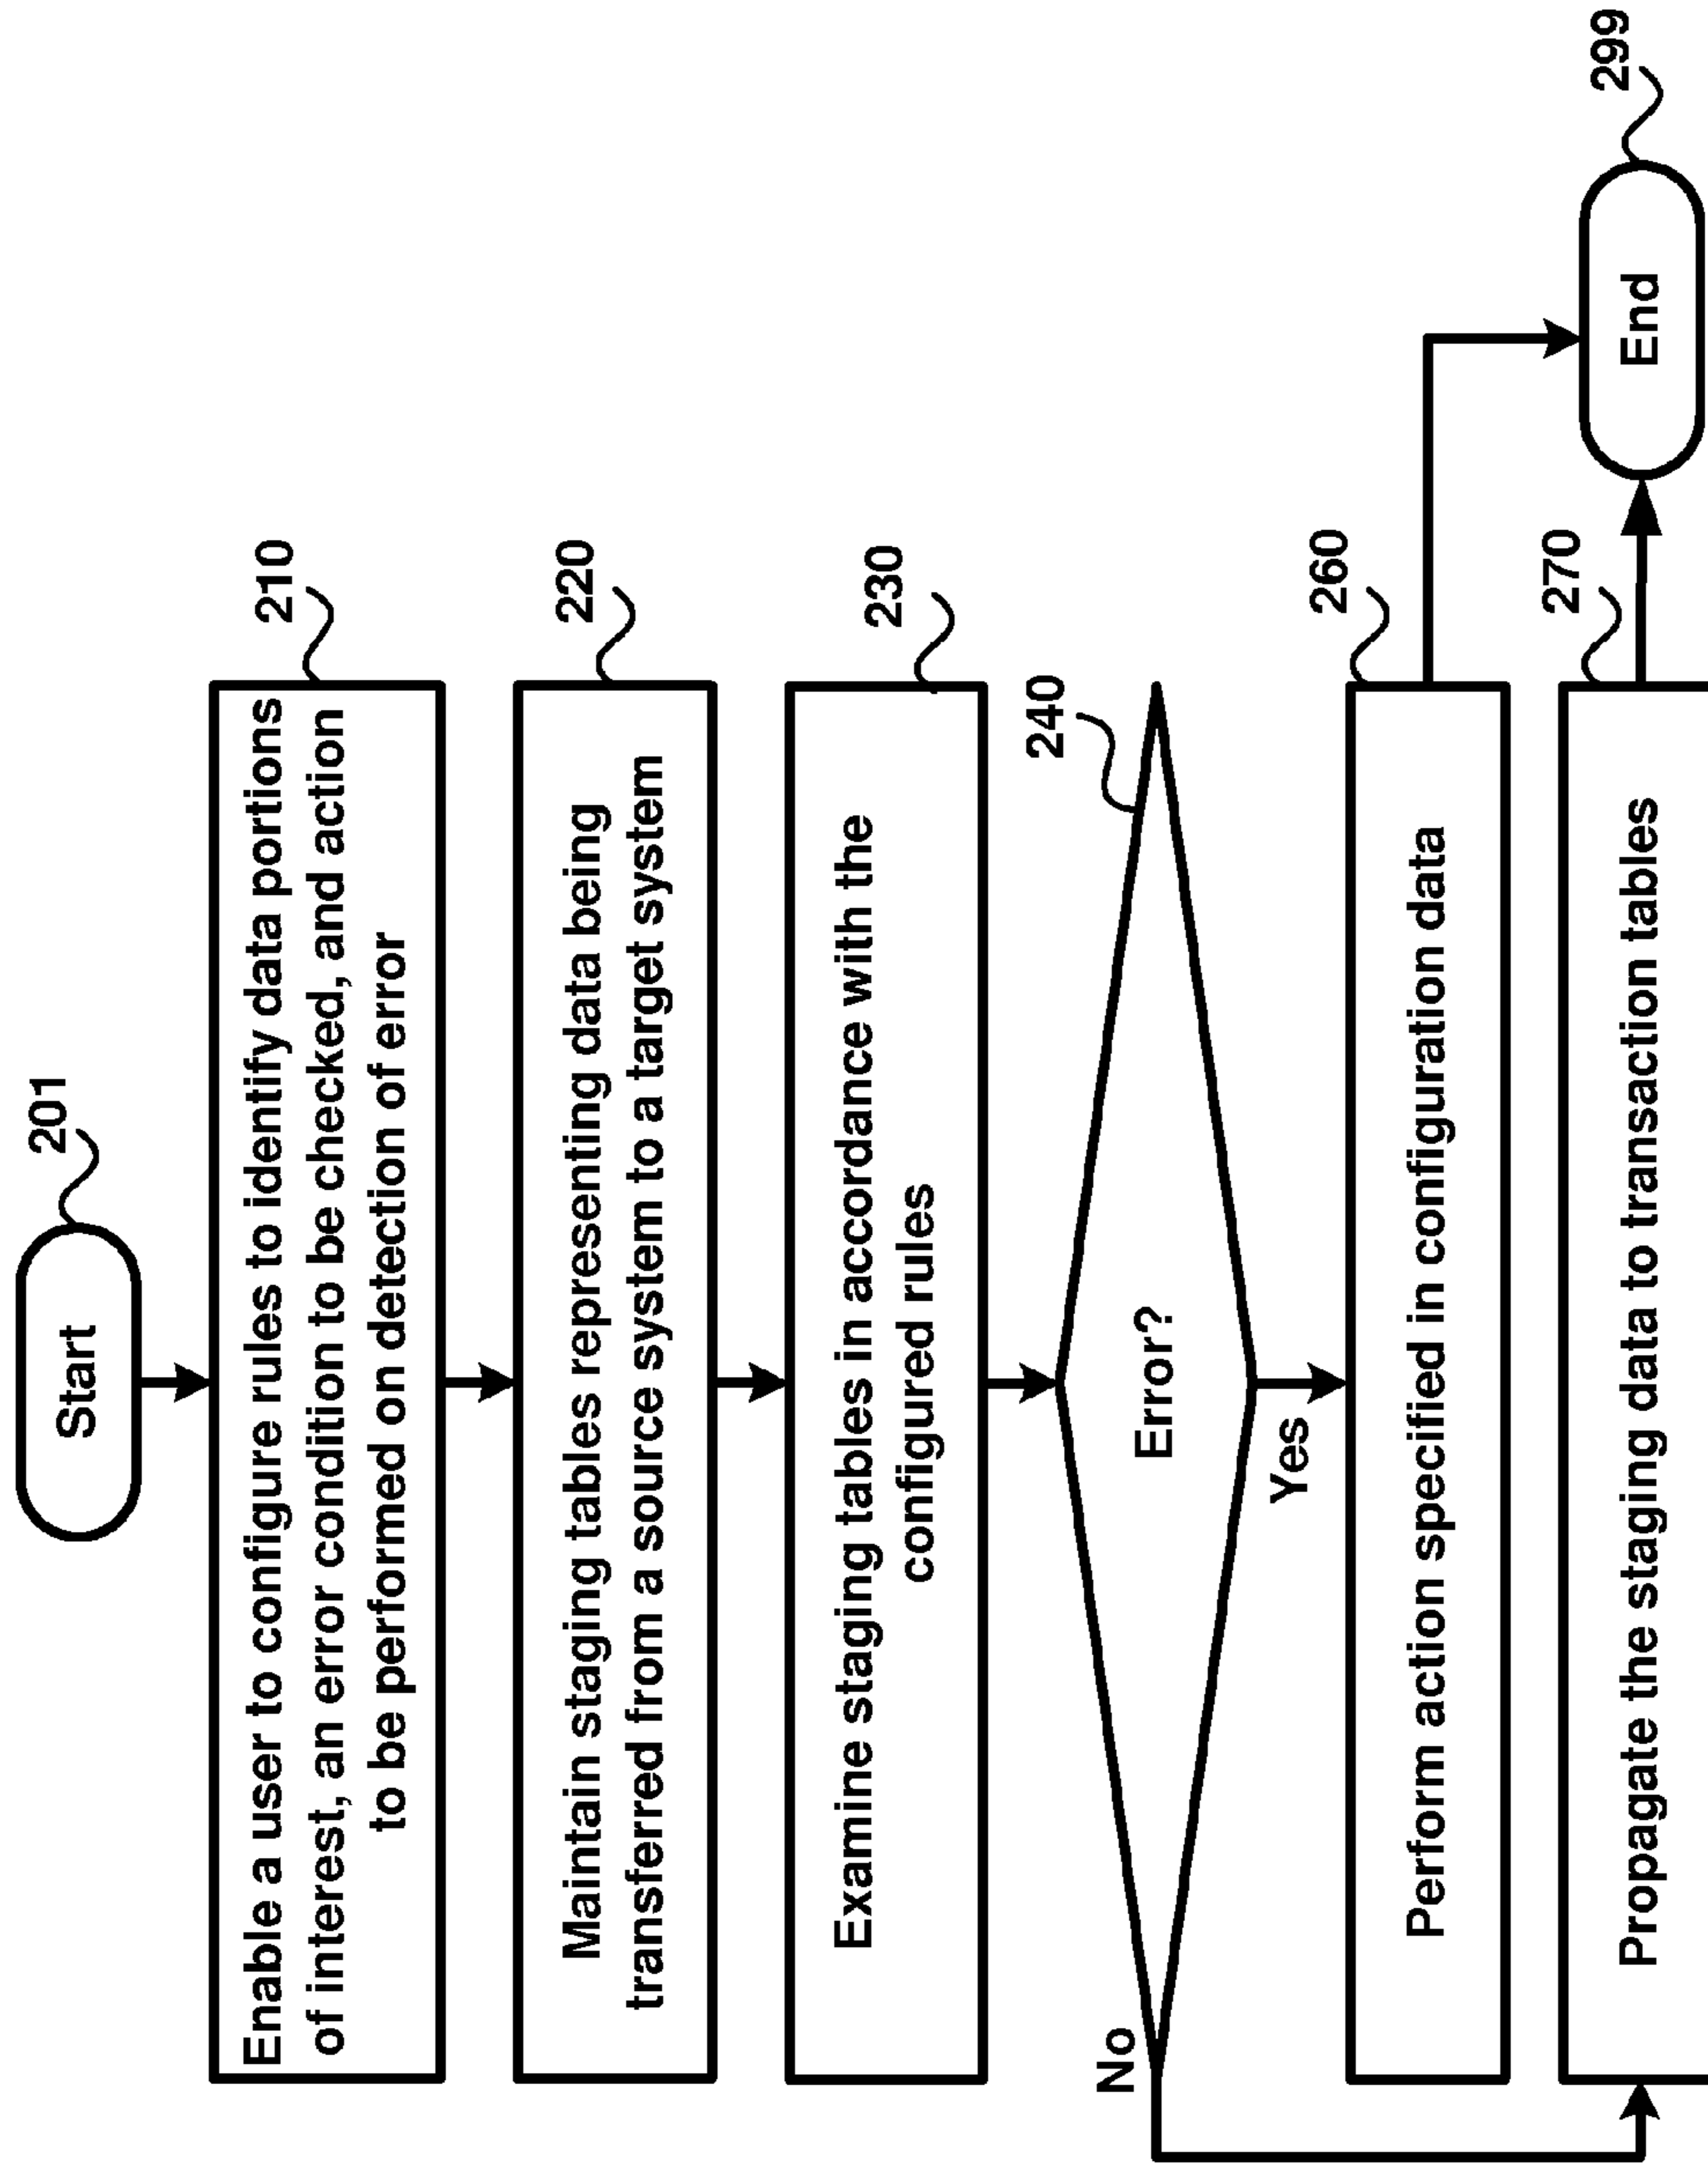 Start
201
Enable a user to configure rules to identify data portions
of interest, an error condition to be checked, and action
to be performed on detection of error
210
Maintain staging tables representing data being
transferred from a source system to a target system
220
Examine staging tables in accordance with the
configured rules
230
240
Error?
No
Yes
Perform action specified in configuration data
260
Propagate the staging data to transaction tables
270
End
299